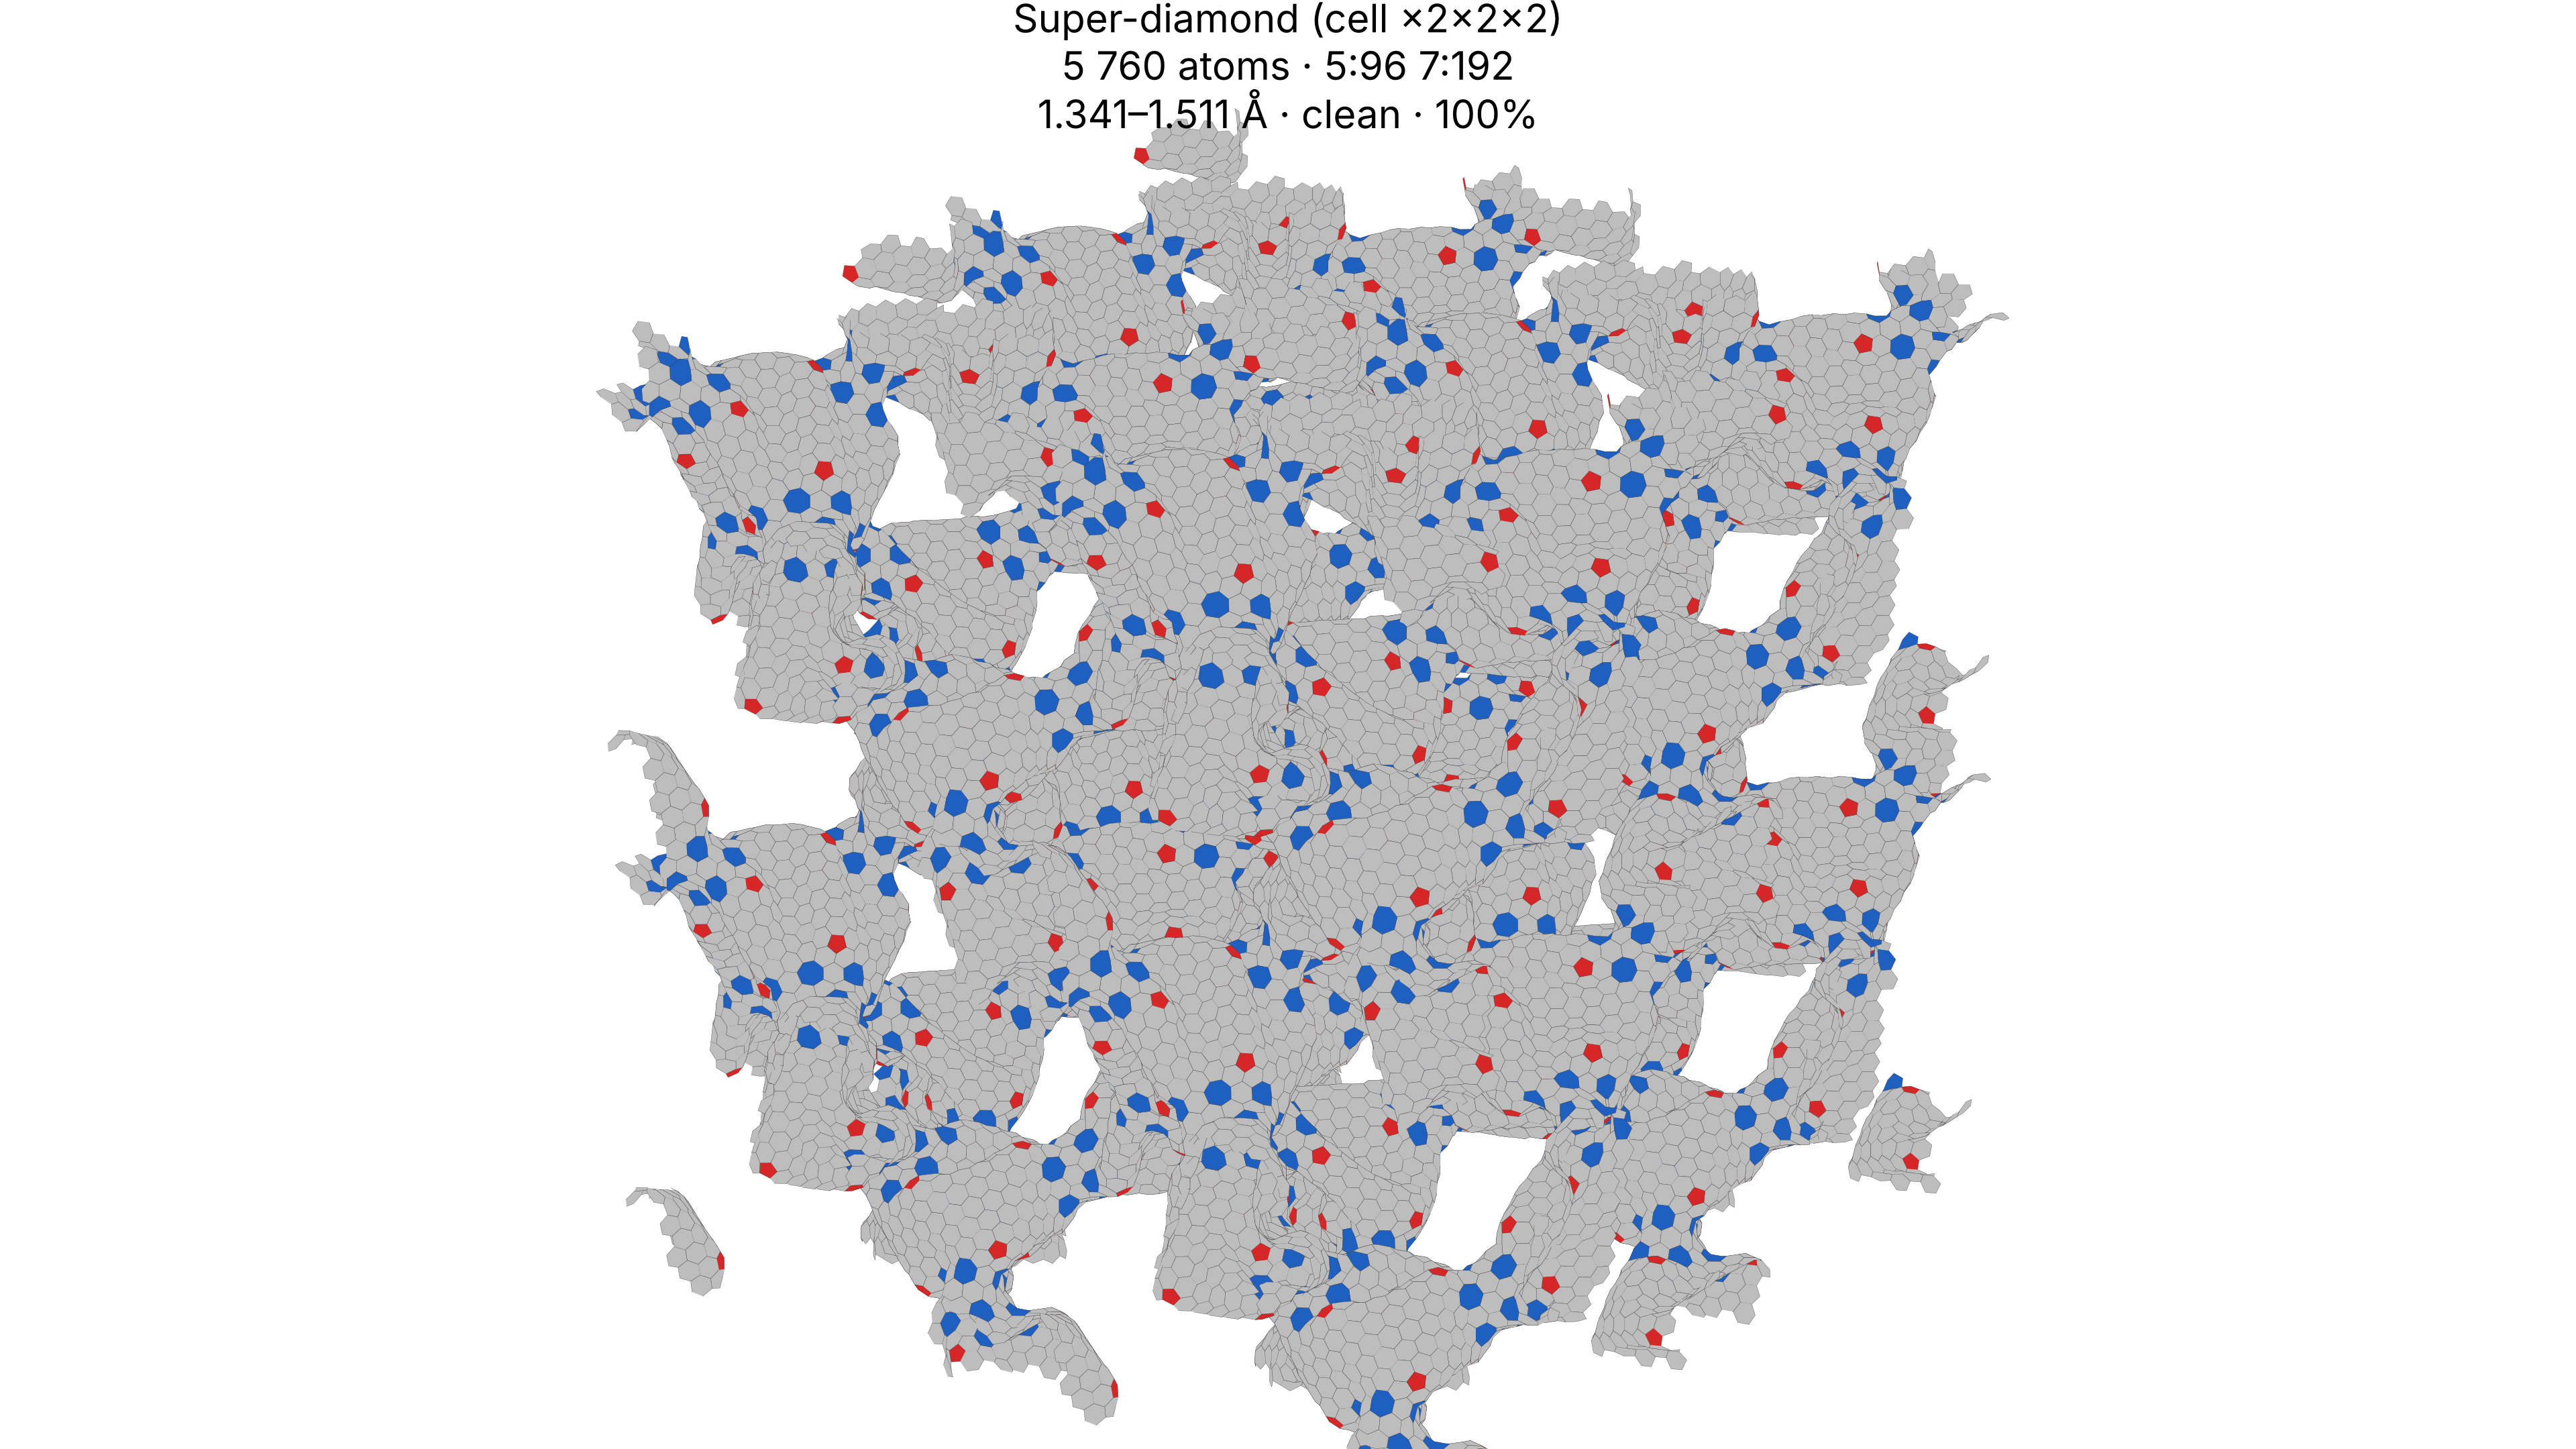 Super-diamond (cell ×2×2×2)
5 760 atoms · 5:96 7:192
1.341–1.511 Å · clean · 100%